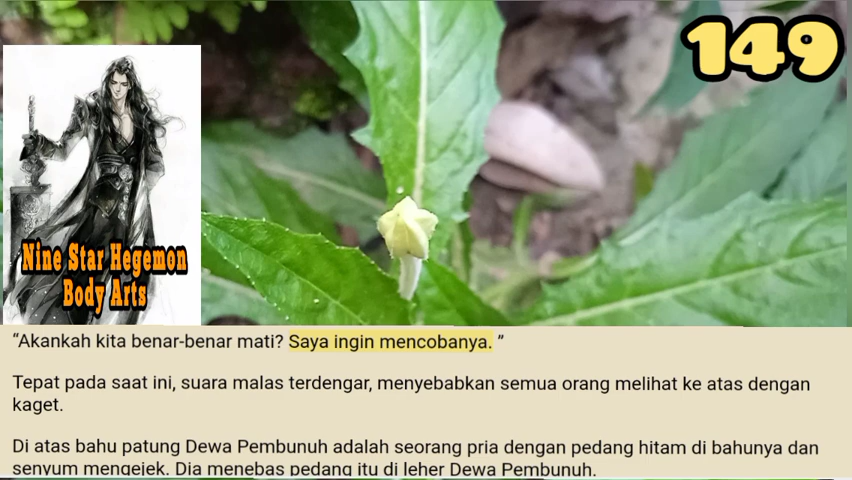 149
Nine Star Hegemon
Body Arts
“Akankah kita benar-benar mati? Saya ingin mencobanya. ”
Tepat pada saat ini, suara malas terdengar, menyebabkan semua orang melihat ke atas dengan
kaget.
Di atas bahu patung Dewa Pembunuh adalah seorang pria dengan pedang hitam di bahunya dan
senyum mengejek. Dia menebas pedang itu di leher Dewa Pembunuh.